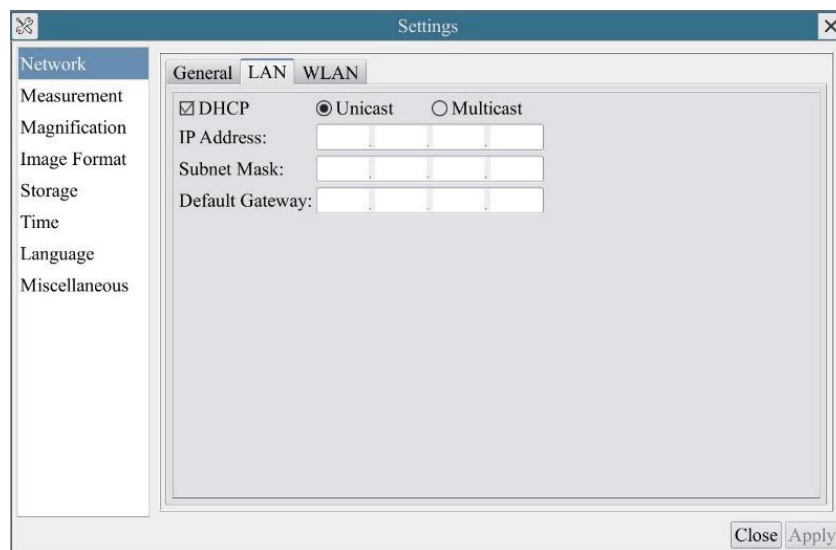 Settings
Network
Measurement
Magnification
Image Format
Storage
Time
Language
Miscellaneous
General LAN WLAN
DHCP Unicast Multicast
IP Address:
Subnet Mask:
Default Gateway:
Close Apply